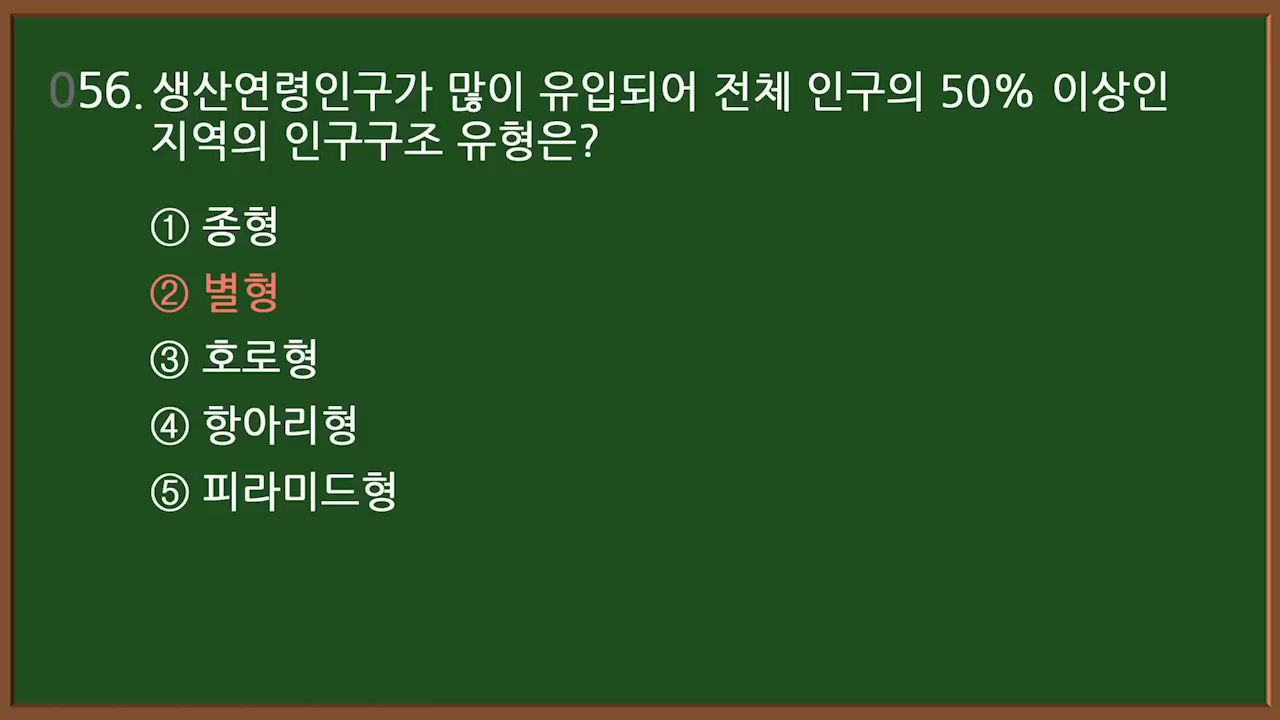 056. 생산연령인구가 많이 유입되어 전체 인구의 50% 이상인
지역의 인구구조 유형은?
① 종형
② 별형
③ 호로형
④ 항아리형
⑤ 피라미드형